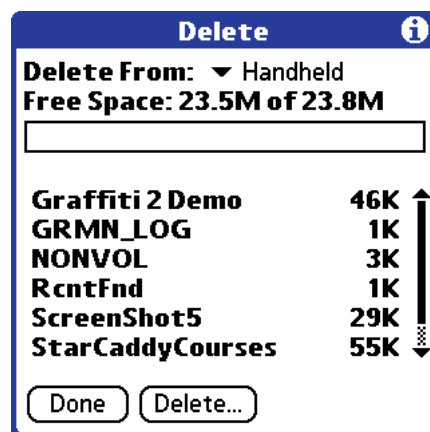 Delete
Delete From: Handheld
Free Space: 23.5M of 23.8M
Graffiti 2 Demo 46K
GRMN_LOG 1K
NONVOL 3K
RcntFnd 1K
ScreenShot5 29K
StarCaddyCourses 55K
Done Delete...